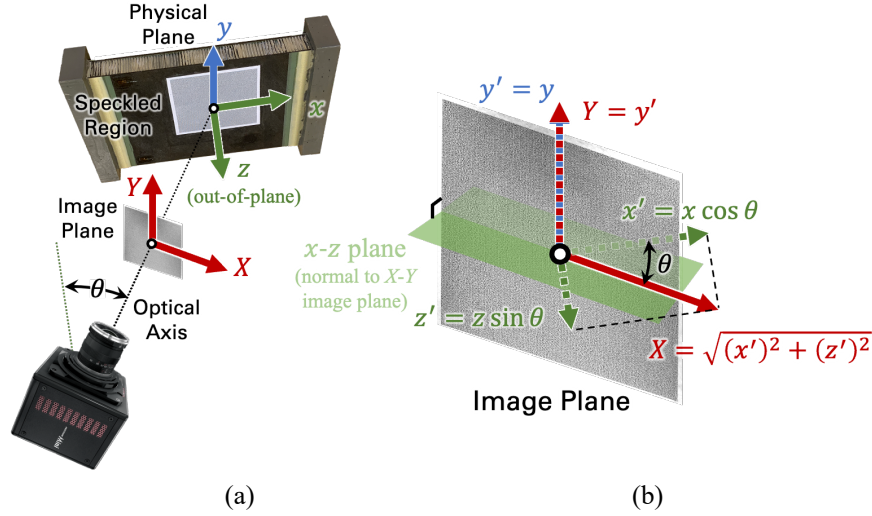 Physical
Plane
y
Speckled
Region
x
z
(out-of-plane)
Y
Image
Plane
X
θ
Optical
Axis
(a)
y′ = y
Y = y′
x′ = x cos θ
x-z plane
(normal to X-Y
image plane)
θ
z′ = z sin θ
X = √(x′)² + (z′)²
Image Plane
(b)